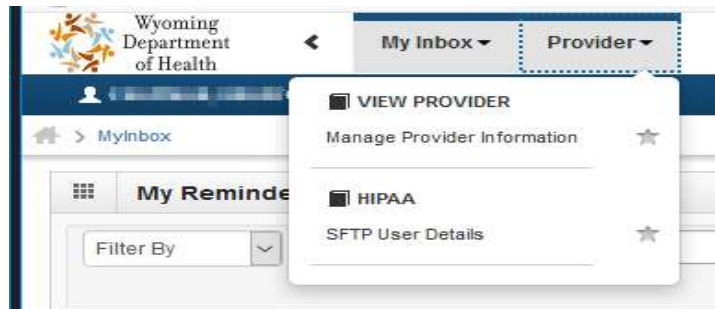 Wyoming
Department
of Health
My Inbox
Provider
MyInbox
VIEW PROVIDER
Manage Provider Information
My Reminde
HIPAA
Filter By
SFTP User Details